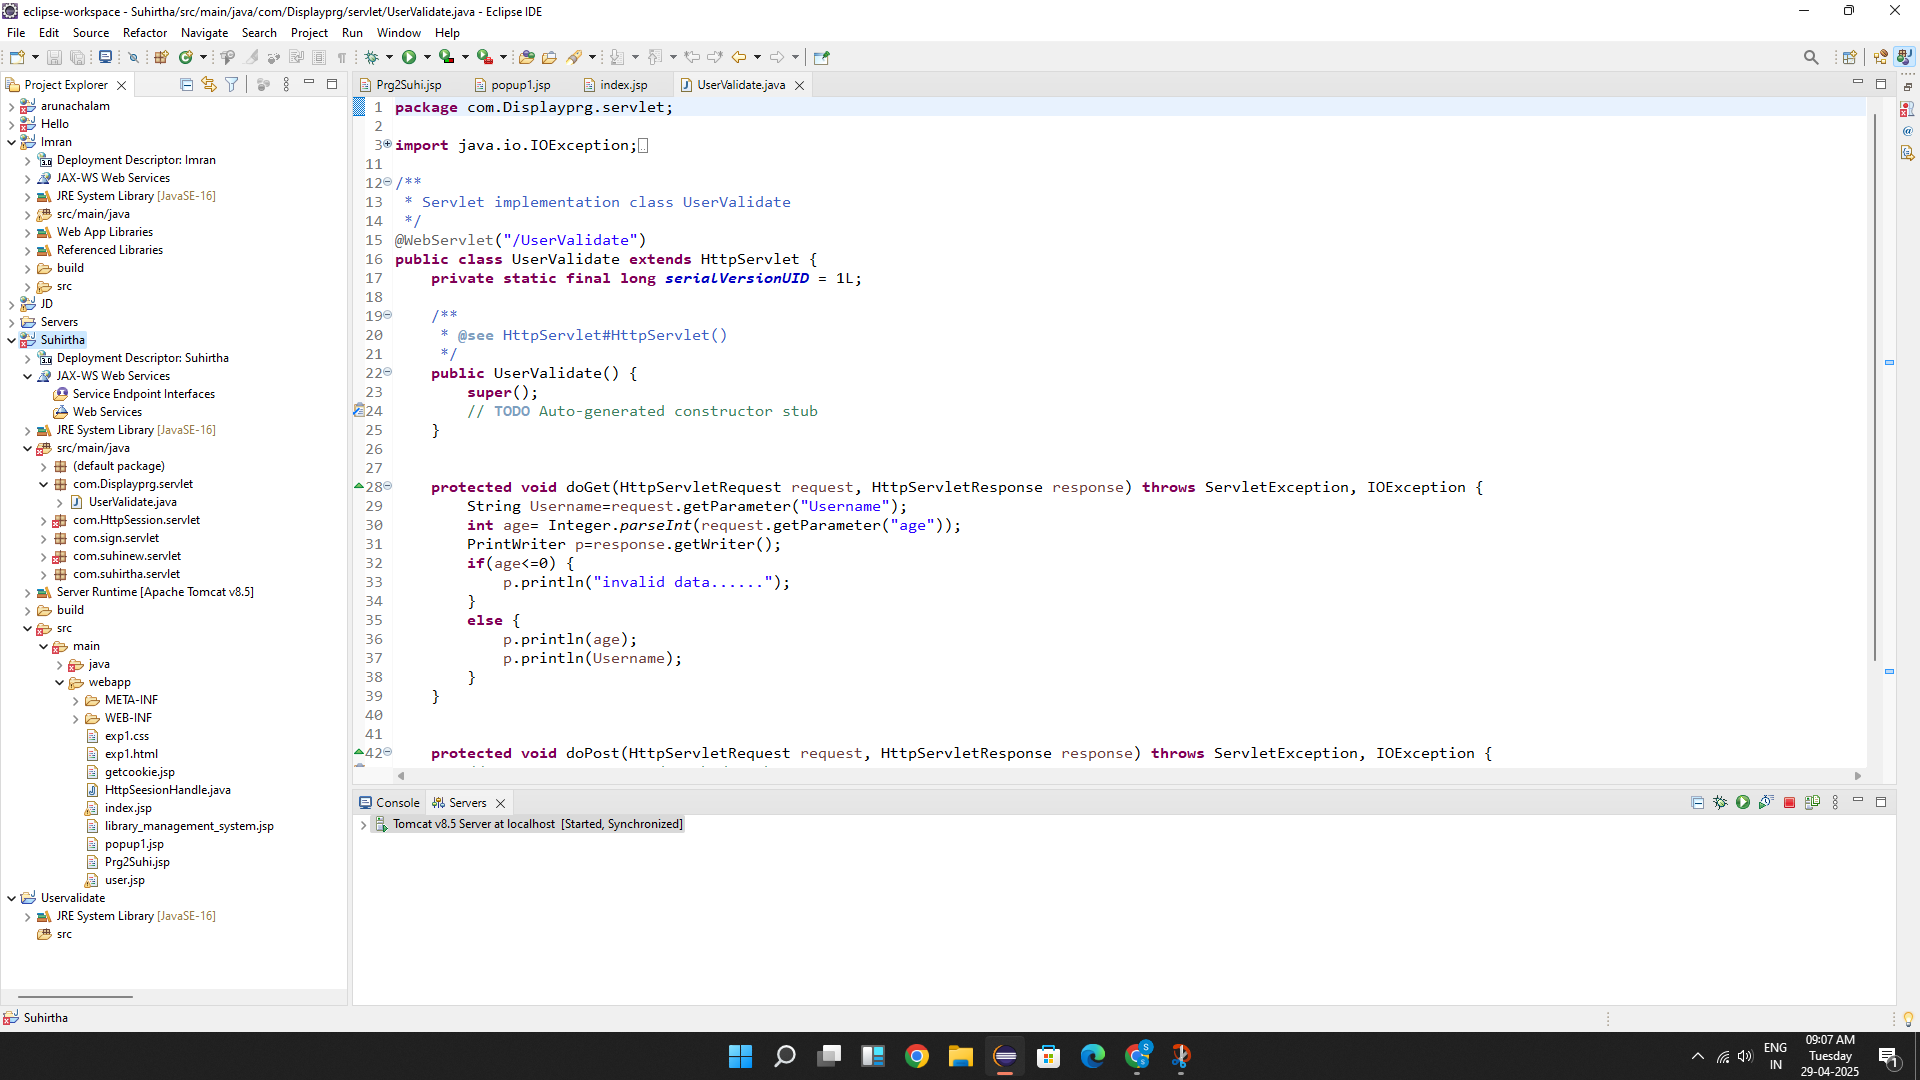 eclipse-workspace - Suhirtha/src/main/java/com/Displayprg/servlet/UserValidate.java - Eclipse IDE
File Edit Source Refactor Navigate Search Project Run Window Help
Project Explorer
arunachalam
Hello
Imran
Deployment Descriptor: Imran
JAX-WS Web Services
JRE System Library [JavaSE-16]
src/main/java
Web App Libraries
Referenced Libraries
build
src
JD
Servers
Suhirtha
Deployment Descriptor: Suhirtha
JAX-WS Web Services
Service Endpoint Interfaces
Web Services
JRE System Library [JavaSE-16]
src/main/java
(default package)
com.Displayprg.servlet
UserValidate.java
com.HttpSession.servlet
com.sign.servlet
com.suhinew.servlet
com.suhirtha.servlet
Server Runtime [Apache Tomcat v8.5]
build
src
main
java
webapp
META-INF
WEB-INF
exp1.css
exp1.html
getcookie.jsp
HttpSeesionHandle.java
index.jsp
library_management_system.jsp
popup1.jsp
Prg2Suhi.jsp
user.jsp
Uservalidate
JRE System Library [JavaSE-16]
src
Prg2Suhi.jsp popup1.jsp index.jsp UserValidate.java
1 package com.Displayprg.servlet;
2
3 import java.io.IOException;
11
12 /**
13 * Servlet implementation class UserValidate
14 */
15 @WebServlet("/UserValidate")
16 public class UserValidate extends HttpServlet {
17 private static final long serialVersionUID = 1L;
18
19 /**
20 * @see HttpServlet#HttpServlet()
21 */
22 public UserValidate() {
23 super();
24 // TODO Auto-generated constructor stub
25 }
26
27
28 protected void doGet(HttpServletRequest request, HttpServletResponse response) throws ServletException, IOException {
29 String Username=request.getParameter("Username");
30 int age= Integer.parseInt(request.getParameter("age"));
31 PrintWriter p=response.getWriter();
32 if(age<=0) {
33 p.println("invalid data......");
34 }
35 else {
36 p.println(age);
37 p.println(Username);
38 }
39 }
40
41
42 protected void doPost(HttpServletRequest request, HttpServletResponse response) throws ServletException, IOException {
Console Servers
Tomcat v8.5 Server at localhost [Started, Synchronized]
Suhirtha
ENG
IN
09:07 AM
Tuesday
29-04-2025
1